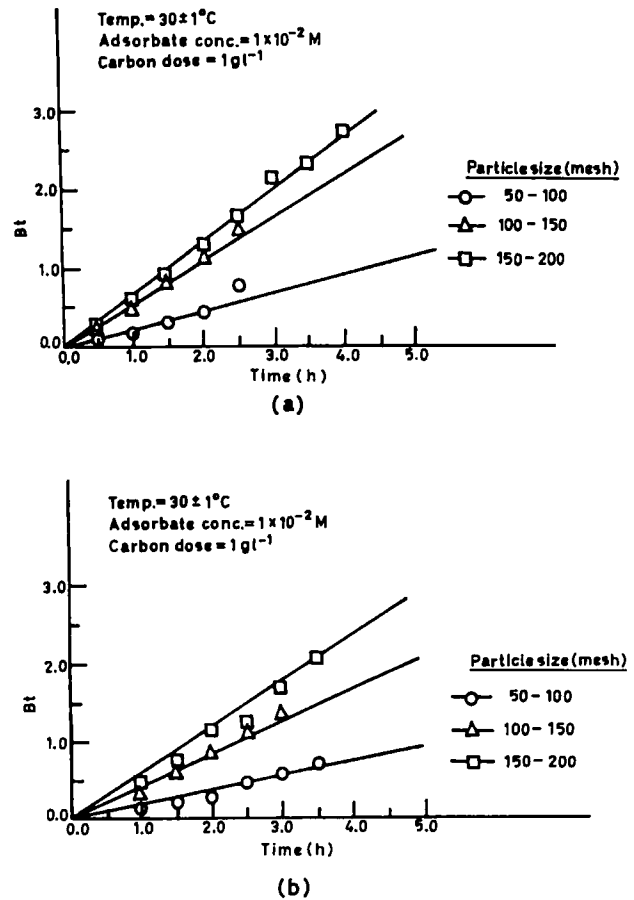 Temp.= 30 ± 1°C
Adsorbate conc.= 1 x 10⁻² M
Carbon dose = 1 gl⁻¹
3.0
2.0
1.0
0.0
Bt
0.0 1.0 2.0 3.0 4.0 5.0
Time (h)
Particle size (mesh)
50 – 100
100 – 150
150 – 200
(a)
Temp.= 30 ± 1°C
Adsorbate conc.= 1 x 10⁻² M
Carbon dose = 1 gl⁻¹
3.0
2.0
1.0
0.0
Bt
0.0 1.0 2.0 3.0 4.0 5.0
Time (h)
Particle size (mesh)
50 – 100
100 – 150
150 – 200
(b)